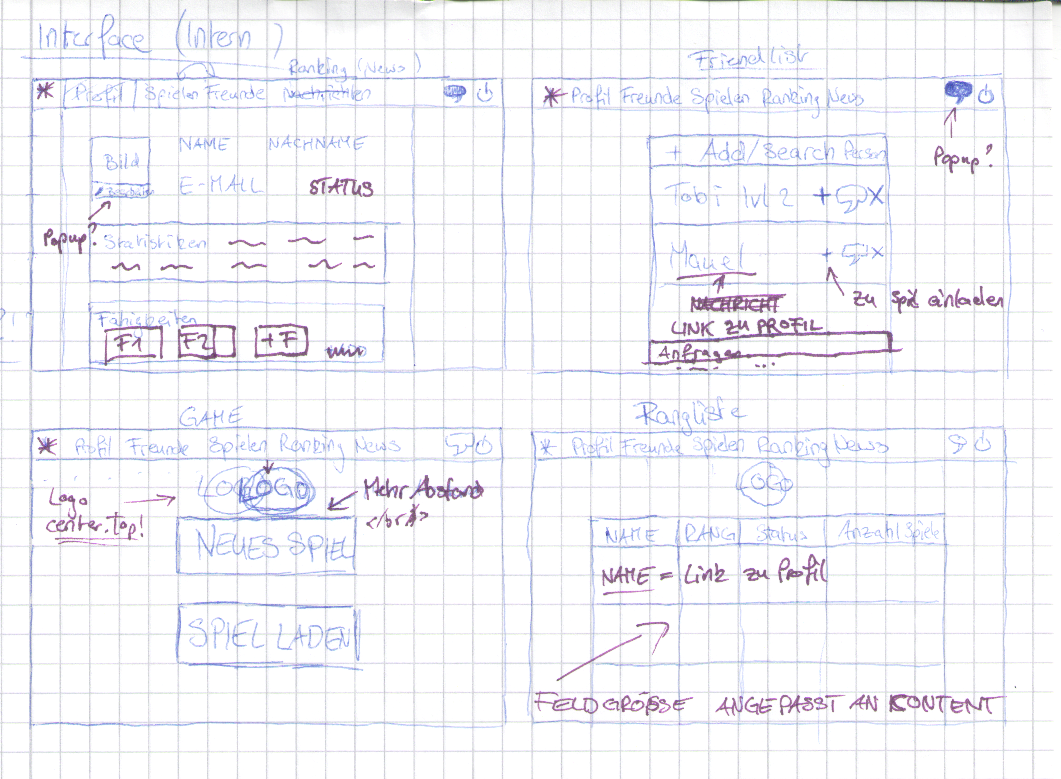 Interface (Intern)
Ranking (News)
* Profil Spielen Freunde Nachrichten
Bild
Bearbeiten
NAME NACHNAME
E-MAIL STATUS
Popup?
Statistiken
Fähigkeiten
F1 F2 +F
Friendlist
* Profil Freunde Spielen Ranking News
Popup?
+ Add/Search Person
Tobi lvl 2 + X
Manuel + X
zu Spiel einladen
NACHRICHT
LINK ZU PROFIL
Anfragen
...
GAME
* Profil Freunde Spielen Ranking News
LOGO LOGO
Logo
center.top!
Mehr Abstand
NEUES SPIEL
SPIEL LADEN
Rangliste
* Profil Freunde Spielen Ranking News
LOGO
NAME RANG Status Anzahl Spiele
NAME = Link zu Profil
FELDGRÖSSE ANGEPASST AN KONTENT